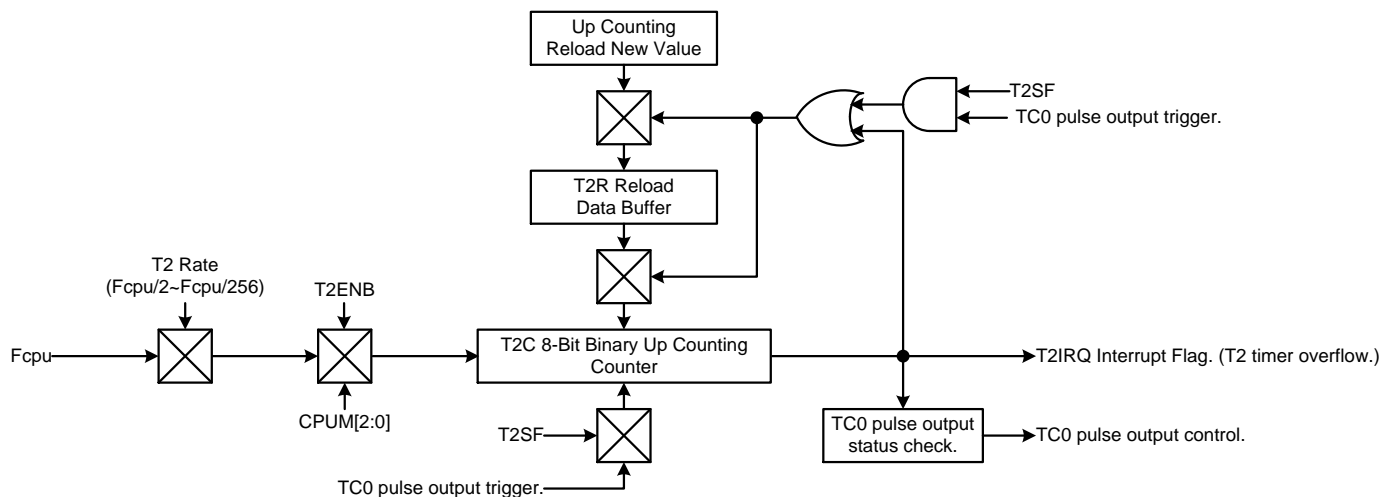 Up Counting
Reload New Value
T2SF
TC0 pulse output trigger.
T2R Reload
Data Buffer
T2 Rate
(Fcpu/2~Fcpu/256)
T2ENB
Fcpu
T2C 8-Bit Binary Up Counting
Counter
T2IRQ Interrupt Flag. (T2 timer overflow.)
CPUM[2:0]
T2SF
TC0 pulse output
status check.
TC0 pulse output control.
TC0 pulse output trigger.